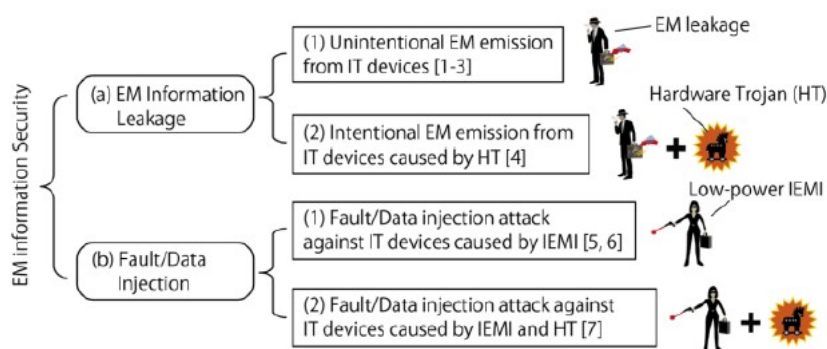 EM information Security
(a) EM Information
Leakage
(1) Unintentional EM emission
from IT devices [1-3]
EM leakage
(2) Intentional EM emission from
IT devices caused by HT [4]
Hardware Trojan (HT)
(b) Fault/Data
Injection
(1) Fault/Data injection attack
against IT devices caused by IEMI [5, 6]
Low-power IEMI
(2) Fault/Data injection attack against
IT devices caused by IEMI and HT [7]